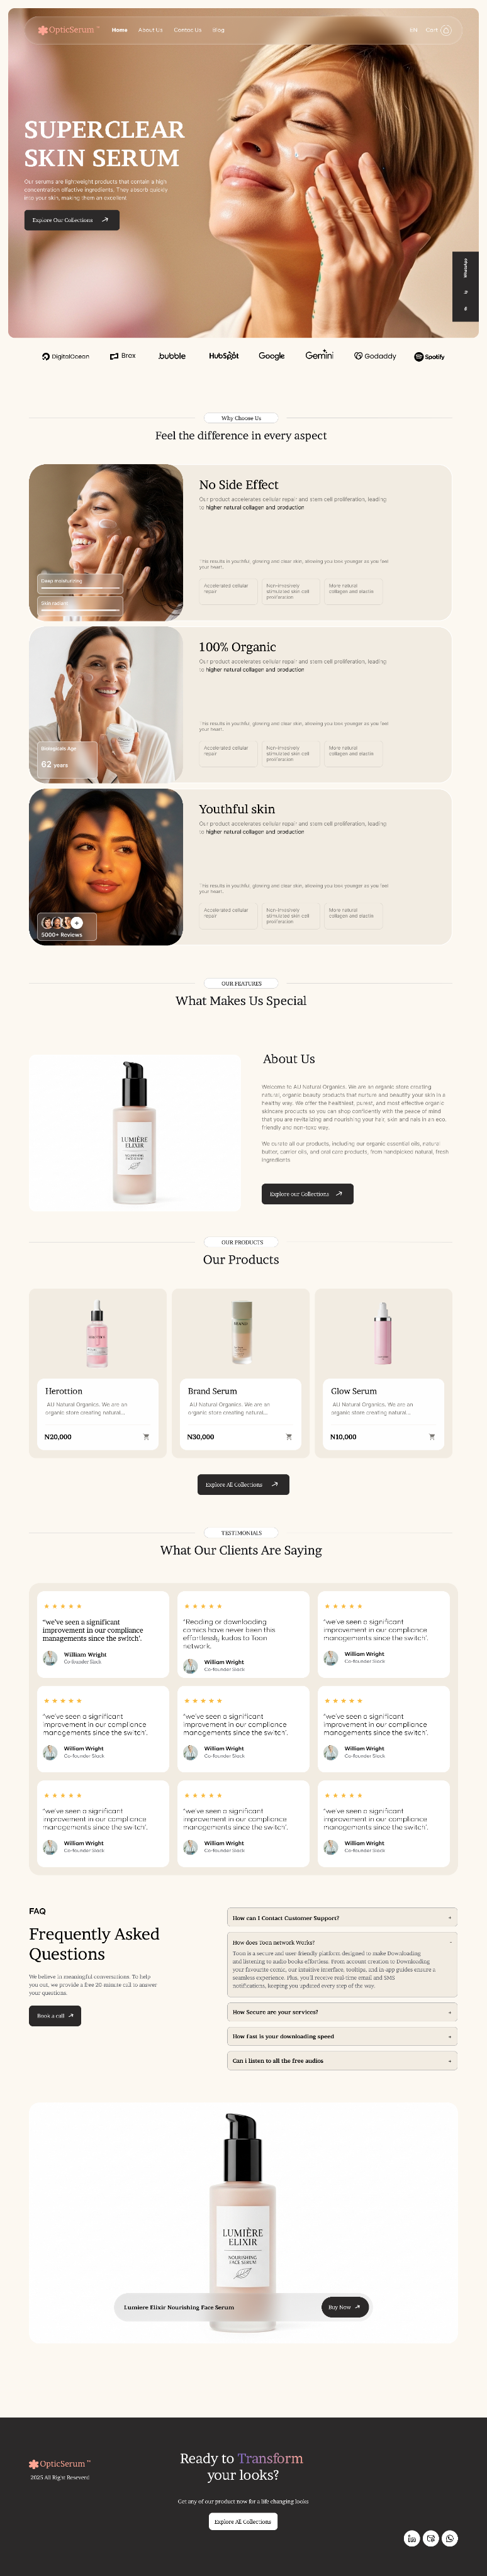 OpticSerum ™
Home About Us Contac Us Blog
EN Cart
SUPERCLEAR
SKIN SERUM
Our serums are lightweight products that contain a high
concentration of active ingredients. They absorb quickly
into your skin, making them an excellent
Explore Our Collections
WhatsApp
DigitalOcean Brex .bubble HubSpot Google Gemini Godaddy Spotify
Why Choose Us
Feel the difference in every aspect
Deep moisturizing
Skin radiant
No Side Effect
Our product accelerates cellular repair and stem cell proliferation, leading
to higher natural collagen and production
This results in youthful, glowing and clear skin, allowing you look younger as you feel
your heart.
Accelerated cellular
repair
Non-invasively
stimulated skin cell
proliferation
More natural
collagen and elastin
Biologicals Age
62 years
100% Organic
Our product accelerates cellular repair and stem cell proliferation, leading
to higher natural collagen and production
This results in youthful, glowing and clear skin, allowing you look younger as you feel
your heart.
Accelerated cellular
repair
Non-invasively
stimulated skin cell
proliferation
More natural
collagen and elastin
5000+ Reviews
Youthful skin
Our product accelerates cellular repair and stem cell proliferation, leading
to higher natural collagen and production
This results in youthful, glowing and clear skin, allowing you look younger as you feel
your heart.
Accelerated cellular
repair
Non-invasively
stimulated skin cell
proliferation
More natural
collagen and elastin
OUR FEATURES
What Makes Us Special
LUMIÈRE
ELIXIR
About Us
Welcome to AU Natural Organics. We are an organic store creating
natural, organic beauty products that nurture and beautify your skin in a
healthy way. We offer the healthiest, purest, and most effective organic
skincare products so you can shop confidently with the peace of mind
that you are revitalizing and nourishing your hair, skin and nails in an eco,
friendly and non-toxic way.
We curate all our products, including our organic essential oils, nature
butter, carrier oils, and oral care products, from handpicked natural, fresh
ingredients
Explore our Collections
OUR PRODUCTS
Our Products
Herottion
AU Natural Organics. We are an
organic store creating natural...
N20,000
Brand Serum
AU Natural Organics. We are an
organic store creating natural...
N30,000
Glow Serum
AU Natural Organics. We are an
organic store creating natural...
N10,000
Explore All Collections
TESTIMONIALS
What Our Clients Are Saying
"we've seen a significant
improvement in our compliance
managements since the switch'.
William Wright
Co-founder Slack
"Reading or downloading
comics have never been this
effortlessly, kudos to Toon
network.
William Wright
Co-founder Slack
"we've seen a significant
improvement in our compliance
managements since the switch'.
William Wright
Co-founder Slack
"we've seen a significant
improvement in our compliance
managements since the switch'.
William Wright
Co-founder Slack
"we've seen a significant
improvement in our compliance
managements since the switch'.
William Wright
Co-founder Slack
"we've seen a significant
improvement in our compliance
managements since the switch'.
William Wright
Co-founder Slack
"we've seen a significant
improvement in our compliance
managements since the switch'.
William Wright
Co-founder Slack
"we've seen a significant
improvement in our compliance
managements since the switch'.
William Wright
Co-founder Slack
"we've seen a significant
improvement in our compliance
managements since the switch'.
William Wright
Co-founder Slack
FAQ
Frequently Asked
Questions
We believe in meaningful conversations. To help
you out, we provide a free 20-minute call to answer
your questions.
Book a call
How can I Contact Customer Support? +
How does Toon network Works? -
Toon is a secure and user-friendly platform designed to make Downloading
and listening to audio books effortless. From account creation to Downloading
your favourite comic, our intuitive interface, tooltips, and in-app guides ensure a
seamless experience. Plus, you'll receive real-time email and SMS
notifications, keeping you updated every step of the way.
How Secure are your services? +
How fast is your downloading speed +
Can i listen to all the free audios +
LUMIÈRE
ELIXIR
NOURISHING
FACE SERUM
Lumiere Elixir Nourishing Face Serum
Buy Now
OpticSerum ™
2025 All Right Reserved
Ready to Transform
your looks?
Get any of our product now for a life changing looks
Explore All Collections